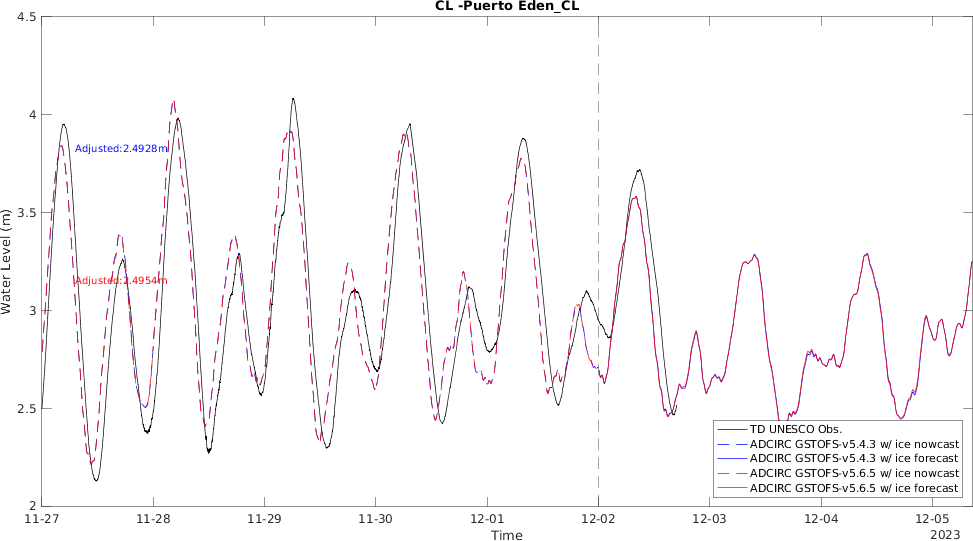 CL -Puerto Eden_CL
4.5
4
3.5
3
2.5
2
Water Level (m)
Adjusted:2.4928m
Adjusted:2.4954m
TD UNESCO Obs.
ADCIRC GSTOFS-v5.4.3 w/ ice nowcast
ADCIRC GSTOFS-v5.4.3 w/ ice forecast
ADCIRC GSTOFS-v5.6.5 w/ ice nowcast
ADCIRC GSTOFS-v5.6.5 w/ ice forecast
11-27 11-28 11-29 11-30 12-01 12-02 12-03 12-04 12-05
Time
2023